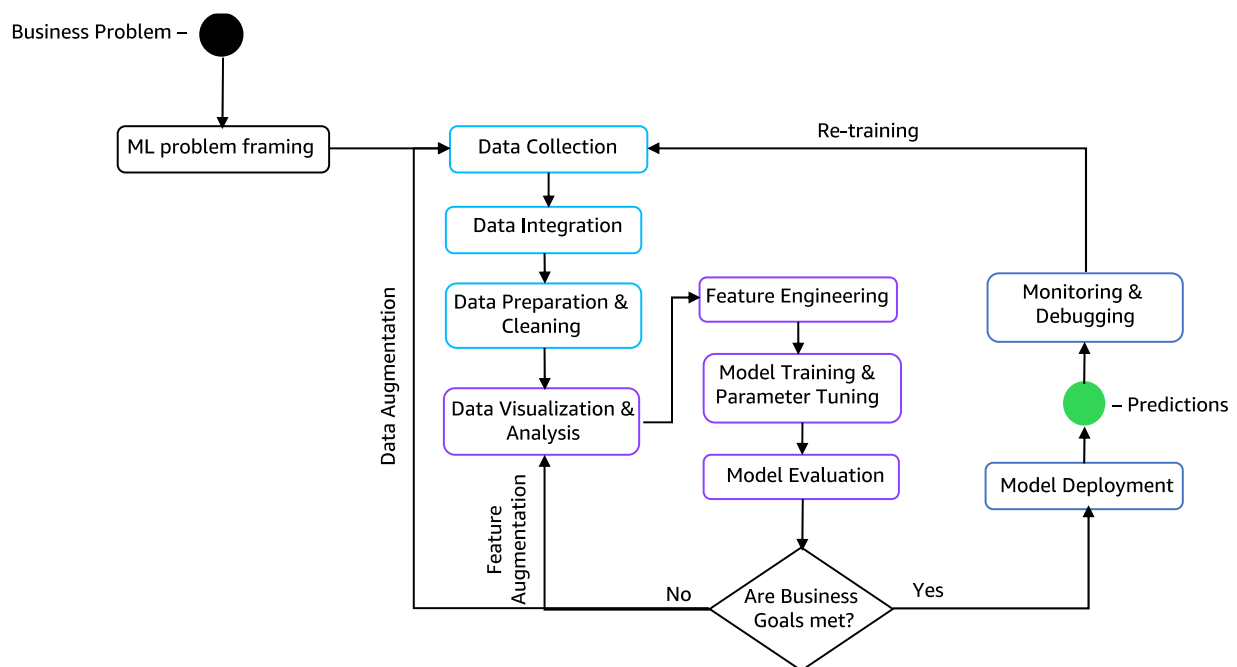 Business Problem –
ML problem framing
Data Collection
Re-training
Data Integration
Data Preparation &
Cleaning
Data Visualization &
Analysis
Feature Engineering
Model Training &
Parameter Tuning
Model Evaluation
Are Business
Goals met?
No
Yes
Data Augmentation
Feature
Augmentation
Monitoring &
Debugging
– Predictions
Model Deployment